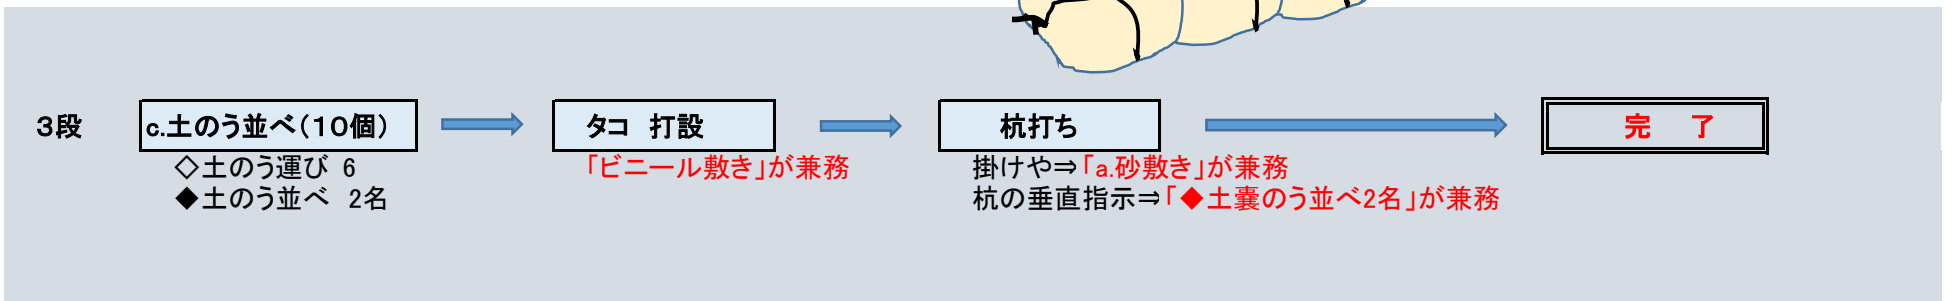 3段 c.土のう並べ(10個) タコ 打設 杭打ち 完 了
◇土のう運び 6 「ビニール敷き」が兼務 掛けや⇒「a.砂敷き」が兼務
◆土のう並べ 2名 杭の垂直指示⇒「◆土嚢のう並べ2名」が兼務